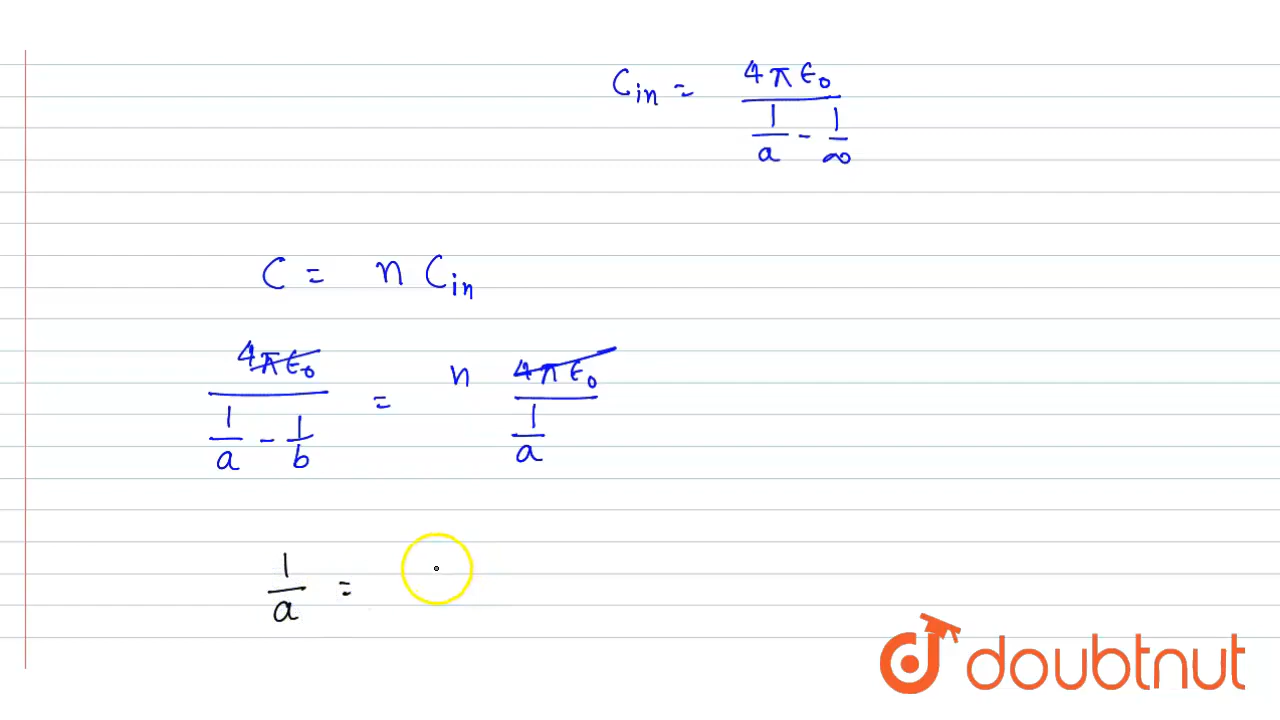 C_in = 4πε₀ / (1/a - 1/∞)
C = n C_in
4πε₀ / (1/a - 1/b) = n 4πε₀ / (1/a)
1/a =
doubtnut